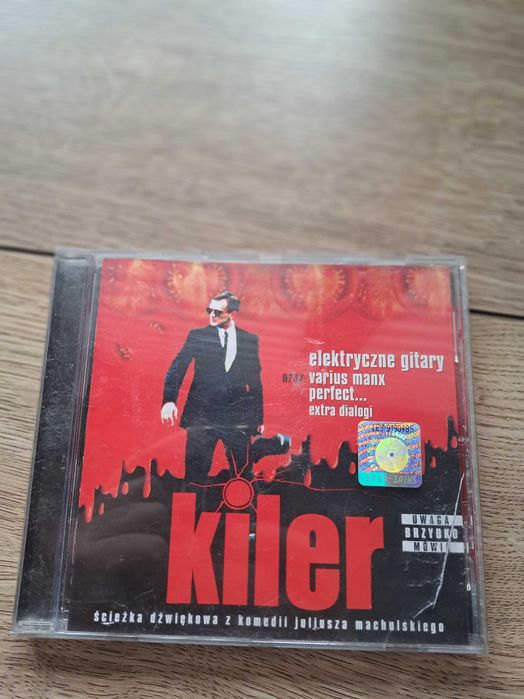 elektryczne gitary
oraz varius manx
perfect...
extra dialogi
kiler
UWAGA
BRZYDKO
MÓWI
ścieżka dźwiękowa z komedii juliusza machulskiego